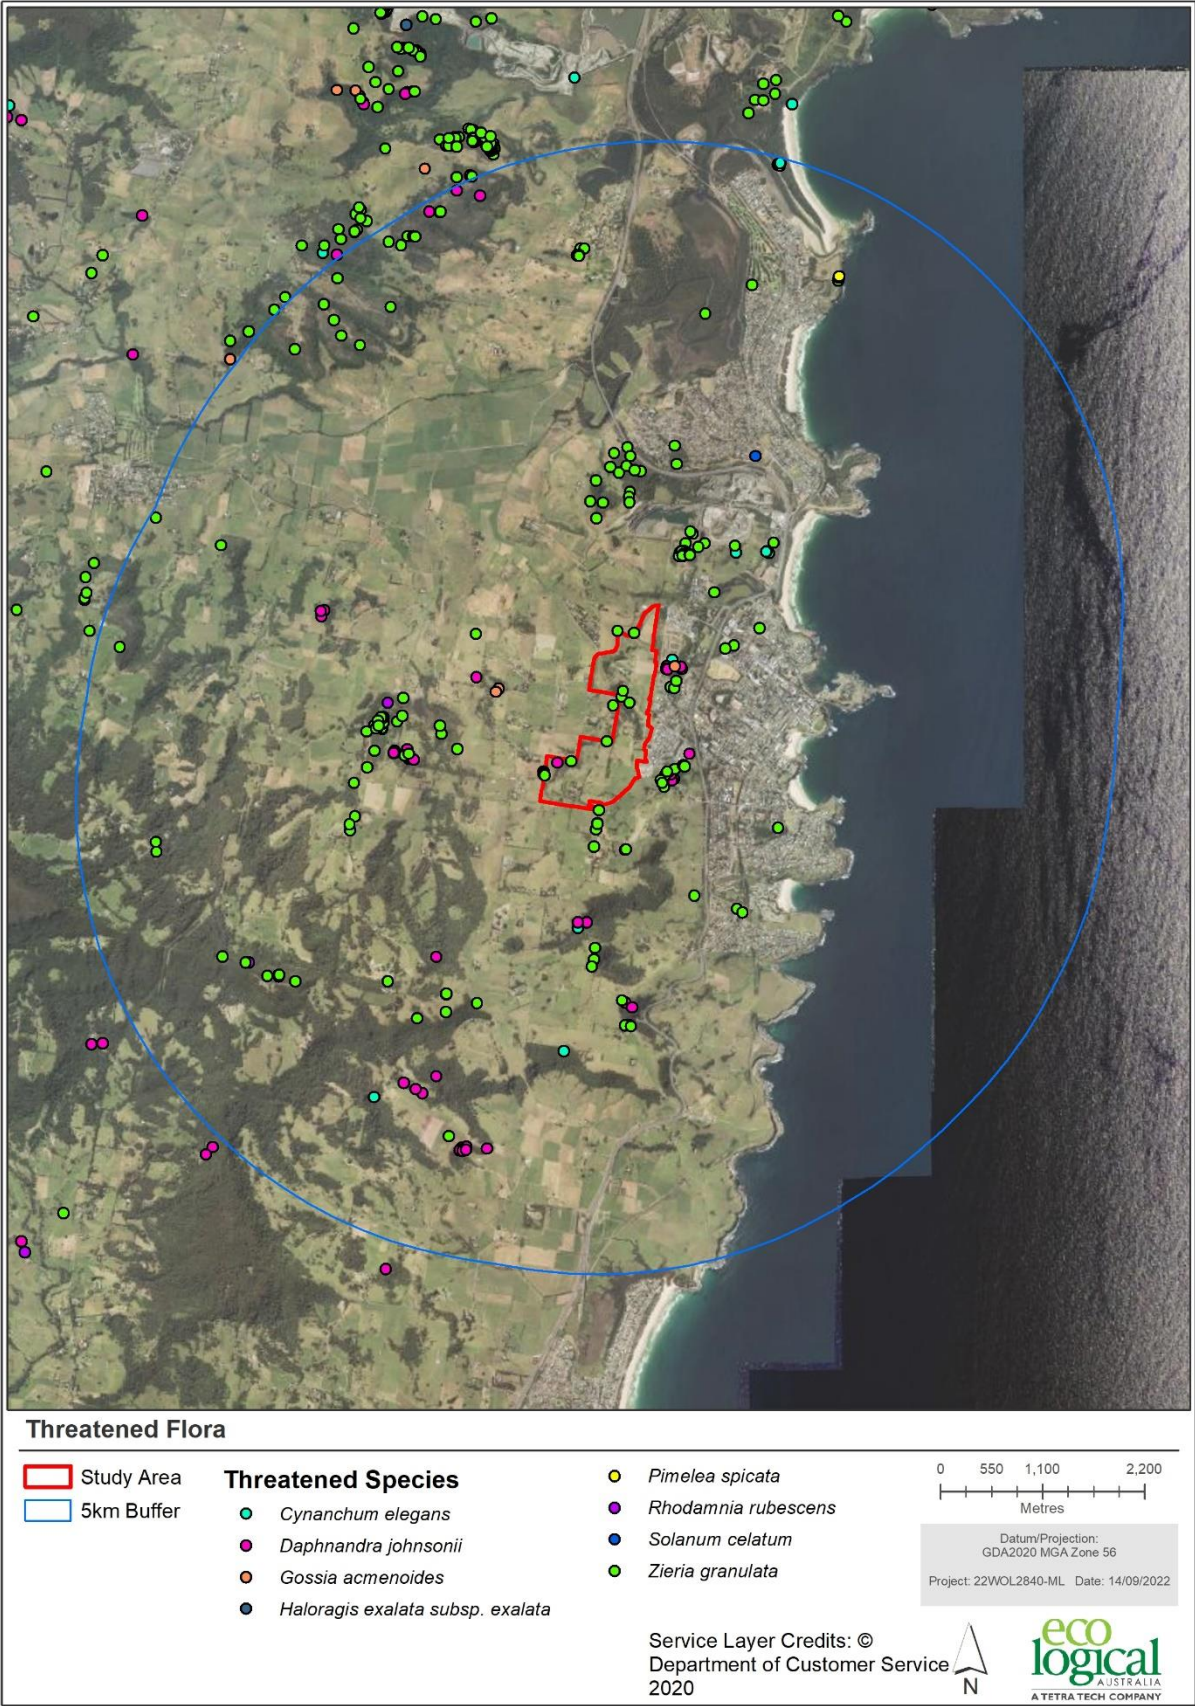 Threatened Flora
Study Area
5km Buffer
Threatened Species
Cynanchum elegans
Daphnandra johnsonii
Gossia acmenoides
Haloragis exalata subsp. exalata
Pimelea spicata
Rhodamnia rubescens
Solanum celatum
Zieria granulata
0 550 1,100 2,200
Metres
Datum/Projection:
GDA2020 MGA Zone 56
Project: 22WOL2840-ML Date: 14/09/2022
Service Layer Credits: ©
Department of Customer Service
2020
N
eco
logical
AUSTRALIA
A TETRA TECH COMPANY